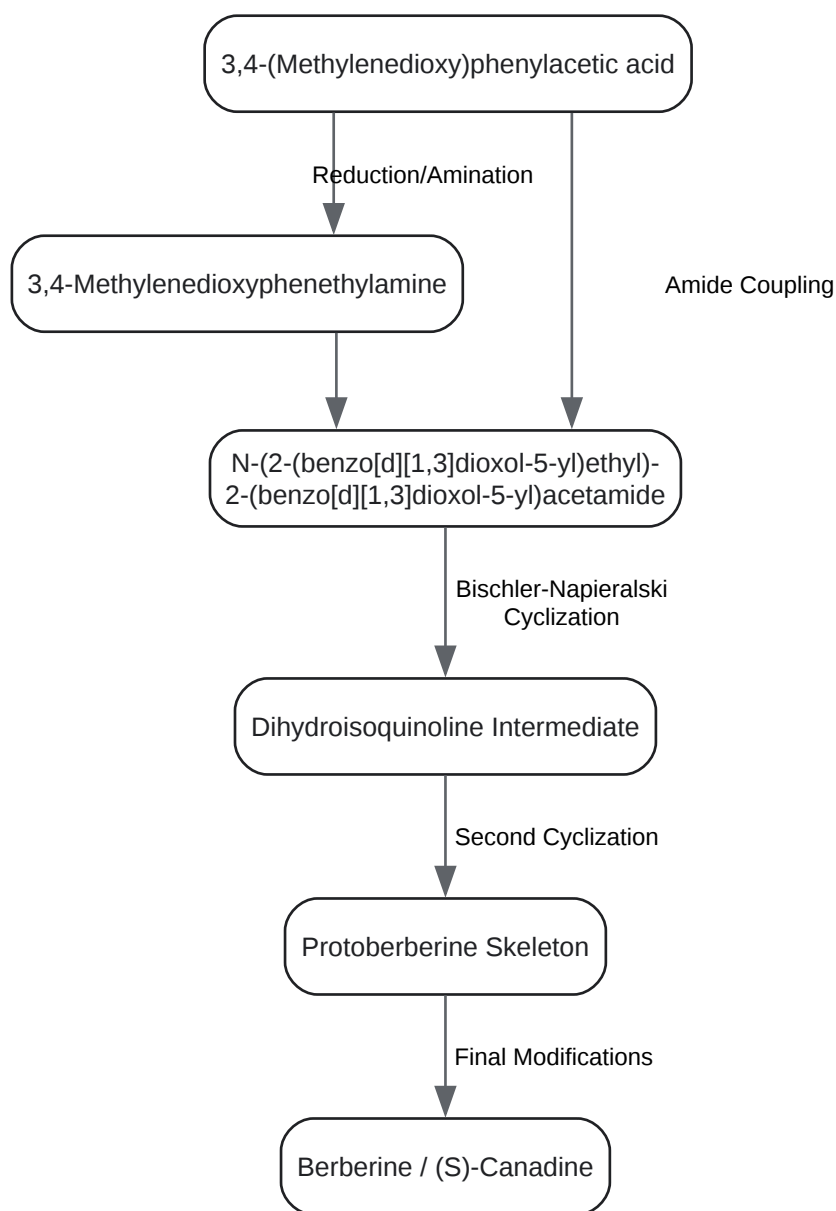 3,4-(Methylenedioxy)phenylacetic acid
Reduction/Amination
3,4-Methylenedioxyphenethylamine
Amide Coupling
N-(2-(benzo[d][1,3]dioxol-5-yl)ethyl)-
2-(benzo[d][1,3]dioxol-5-yl)acetamide
Bischler-Napieralski
Cyclization
Dihydroisoquinoline Intermediate
Second Cyclization
Protoberberine Skeleton
Final Modifications
Berberine / (S)-Canadine